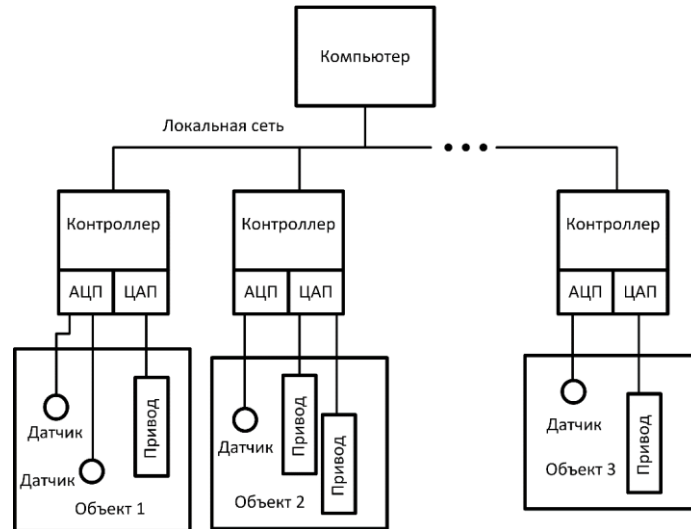 Компьютер
Локальная сеть
Контроллер
АЦП
ЦАП
Датчик
Датчик
Привод
Объект 1
Контроллер
АЦП
ЦАП
Датчик
Привод
Привод
Объект 2
Контроллер
АЦП
ЦАП
Датчик
Привод
Объект 3